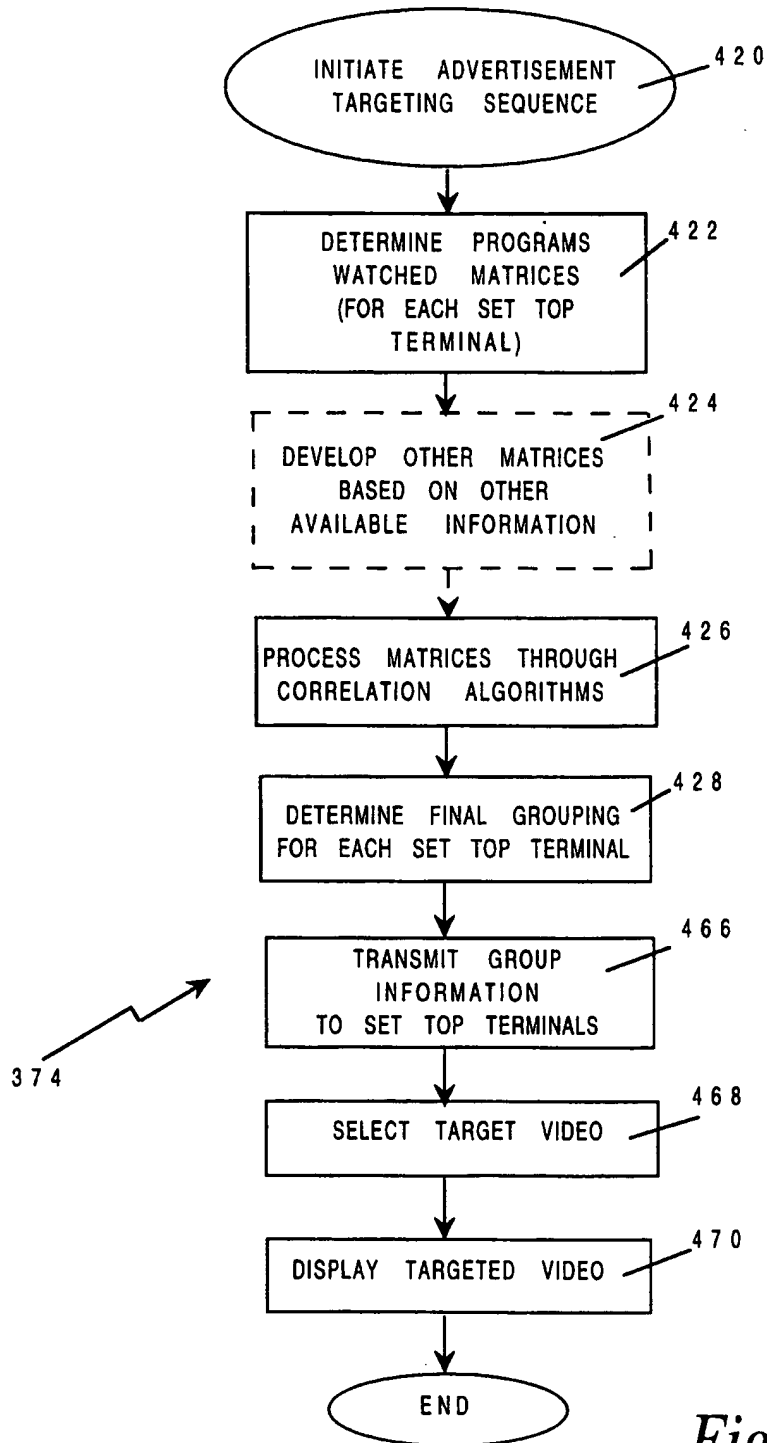 INITIATE ADVERTISEMENT
TARGETING SEQUENCE
420
DETERMINE PROGRAMS
WATCHED MATRICES
(FOR EACH SET TOP
TERMINAL)
422
DEVELOP OTHER MATRICES
BASED ON OTHER
AVAILABLE INFORMATION
424
PROCESS MATRICES THROUGH
CORRELATION ALGORITHMS
426
DETERMINE FINAL GROUPING
FOR EACH SET TOP TERMINAL
428
TRANSMIT GROUP
INFORMATION
TO SET TOP TERMINALS
466
374
SELECT TARGET VIDEO
468
DISPLAY TARGETED VIDEO
470
END